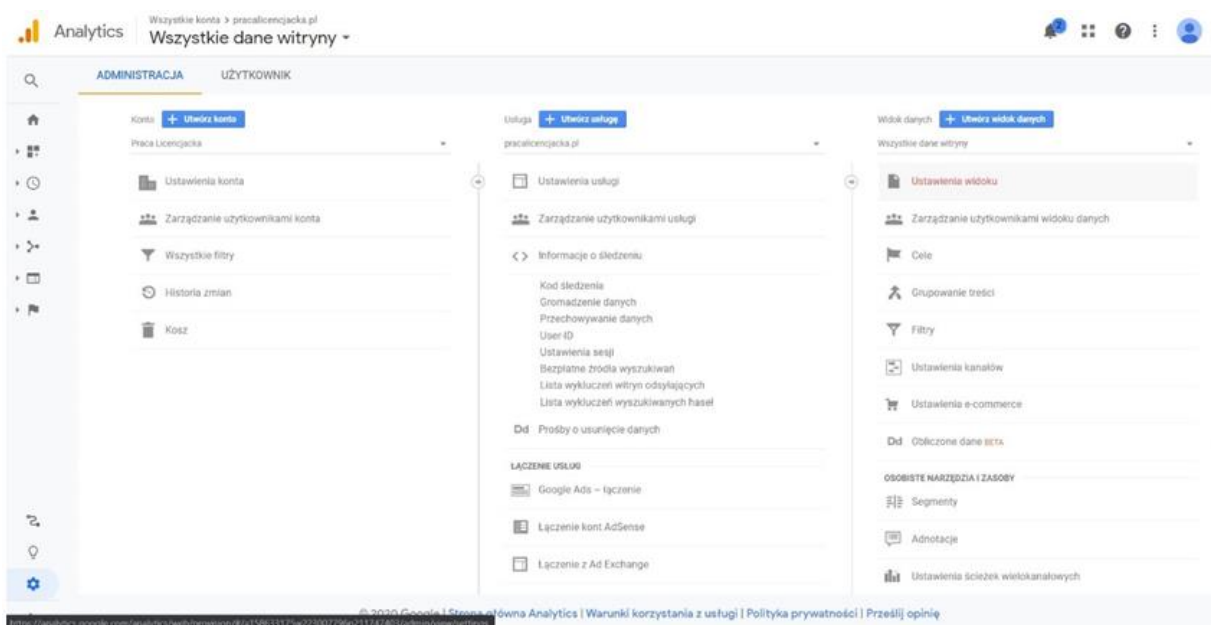 Analytics
Wszystkie konta > pracalicencjacka.pl
Wszystkie dane witryny
2
ADMINISTRACJA
UŻYTKOWNIK
Konto + Utwórz konto
Praca Licencjacka
Ustawienia konta
Zarządzanie użytkownikami konta
Wszystkie filtry
Historia zmian
Kosz
Usługa + Utwórz usługę
pracalicencjacka.pl
Ustawienia usługi
Zarządzanie użytkownikami usługi
Informacje o śledzeniu
Kod śledzenia
Gromadzenie danych
Przechowywanie danych
User-ID
Ustawienia sesji
Bezpłatne źródła wyszukiwań
Lista wykluczeń witryn odsyłających
Lista wykluczeń wyszukiwanych haseł
Dd Prośby o usunięcie danych
ŁĄCZENIE USŁUG
Google Ads – łączenie
Łączenie kont AdSense
Łączenie z Ad Exchange
Widok danych + Utwórz widok danych
Wszystkie dane witryny
Ustawienia widoku
Zarządzanie użytkownikami widoku danych
Cele
Grupowanie treści
Filtry
Ustawienia kanałów
Ustawienia e-commerce
Dd Obliczone dane BETA
OSOBISTE NARZĘDZIA I ZASOBY
Segmenty
Adnotacje
Ustawienia ścieżek wielokanałowych
© 2020 Google | Strona główna Analytics | Warunki korzystania z usługi | Polityka prywatności | Prześlij opinię